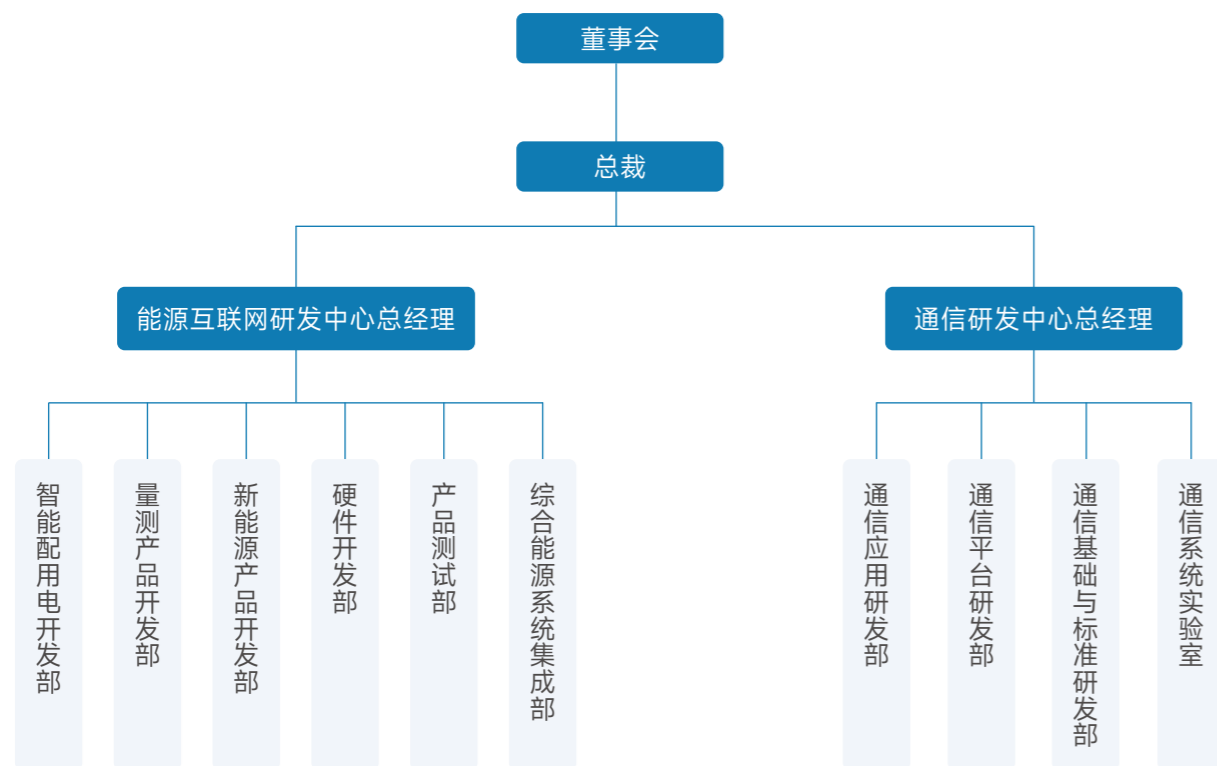 董事会
总裁
能源互联网研发中心总经理
通信研发中心总经理
智能配用电开发部
量测产品开发部
新能源产品开发部
硬件开发部
产品测试部
综合能源系统集成部
通信应用研发部
通信平台研发部
通信基础与标准研发部
通信系统实验室